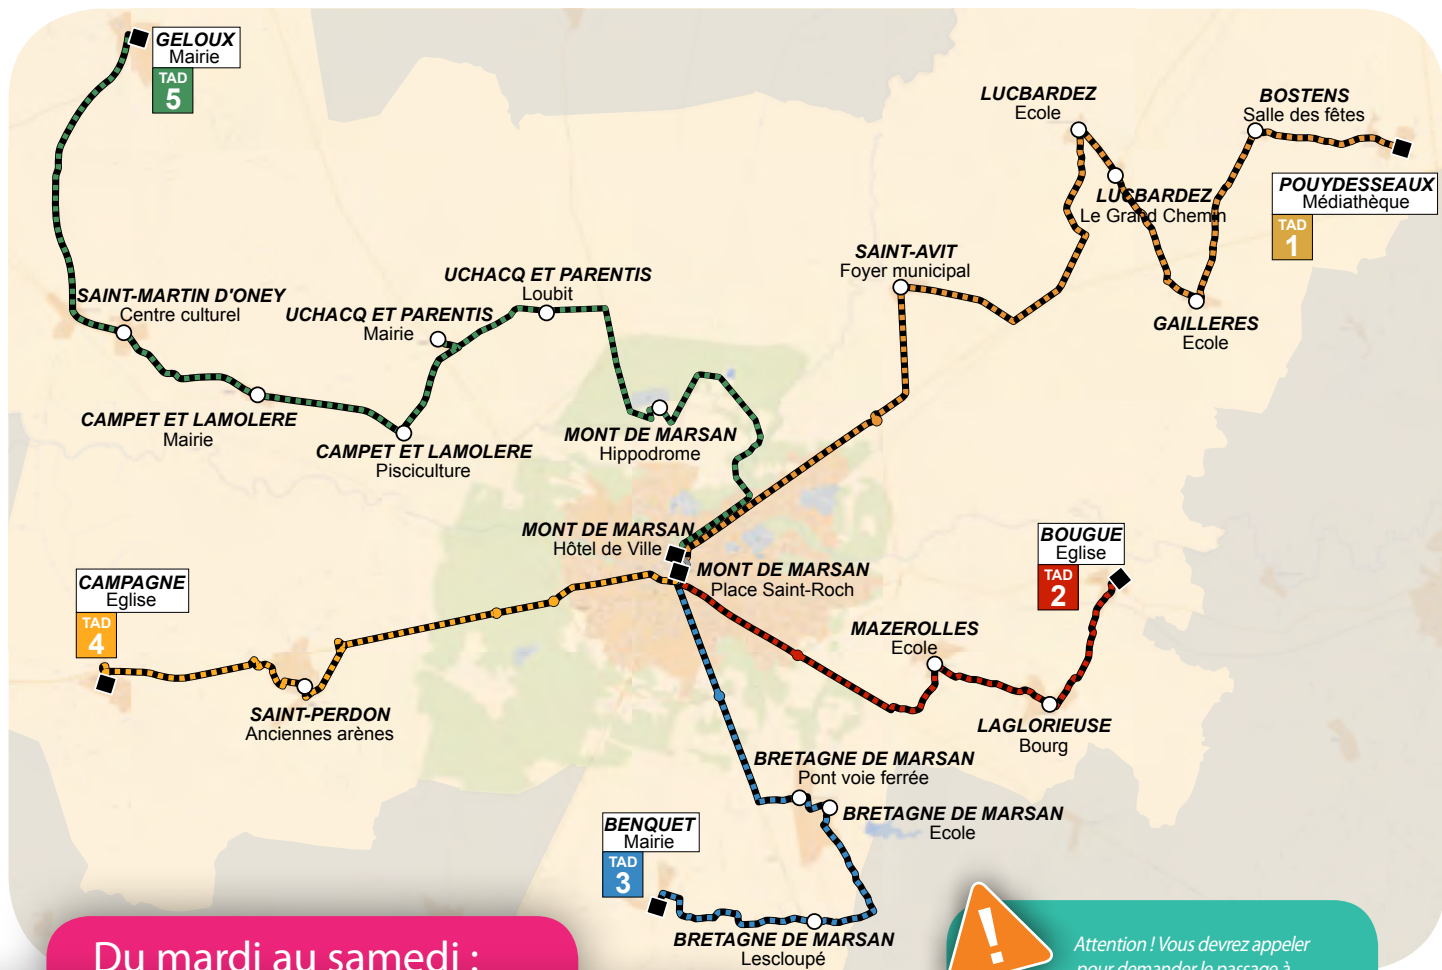 GELOUX
Mairie
TAD
5
LUCBARDEZ
Ecole
BOSTENS
Salle des fêtes
POUYDESSEAUX
Médiathèque
TAD
1
LUCBARDEZ
Le Grand Chemin
GAILLERES
Ecole
SAINT-AVIT
Foyer municipal
UCHACQ ET PARENTIS
Loubit
UCHACQ ET PARENTIS
Mairie
SAINT-MARTIN D'ONEY
Centre culturel
CAMPET ET LAMOLERE
Mairie
CAMPET ET LAMOLERE
Pisciculture
MONT DE MARSAN
Hippodrome
MONT DE MARSAN
Hôtel de Ville
MONT DE MARSAN
Place Saint-Roch
BOUGUE
Eglise
TAD
2
CAMPAGNE
Eglise
TAD
4
MAZEROLLES
Ecole
SAINT-PERDON
Anciennes arènes
LAGLORIEUSE
Bourg
BRETAGNE DE MARSAN
Pont voie ferrée
BRETAGNE DE MARSAN
Ecole
BENQUET
Mairie
TAD
3
BRETAGNE DE MARSAN
Lescloupé
Du mardi au samedi :
!
Attention ! Vous devrez appeler
pour demander le passage à